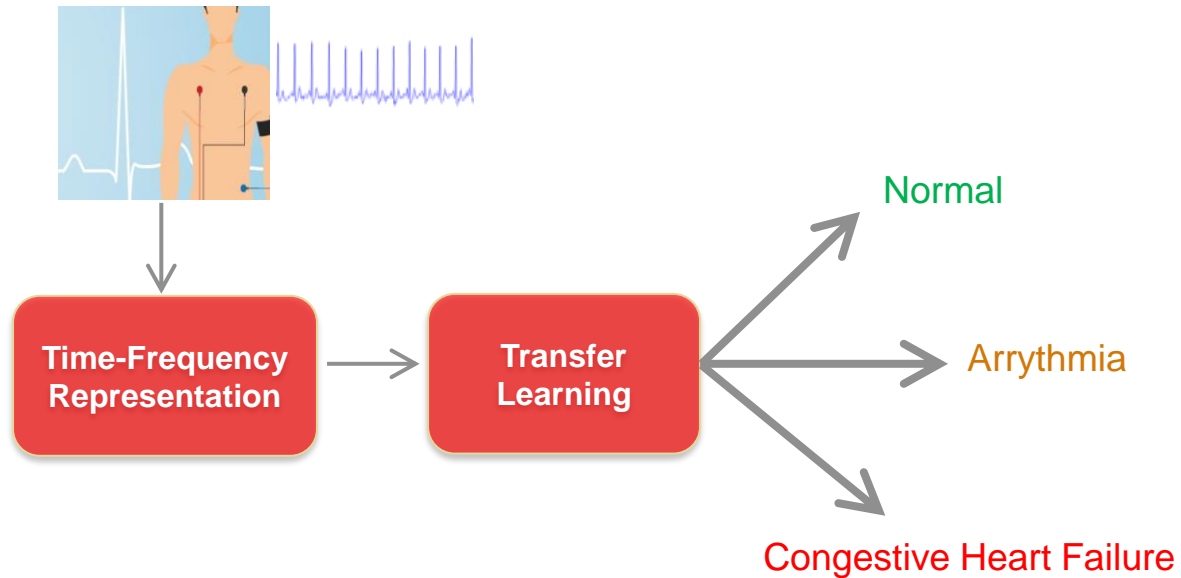 Normal
Time-Frequency
Representation
Transfer
Learning
Arrythmia
Congestive Heart Failure